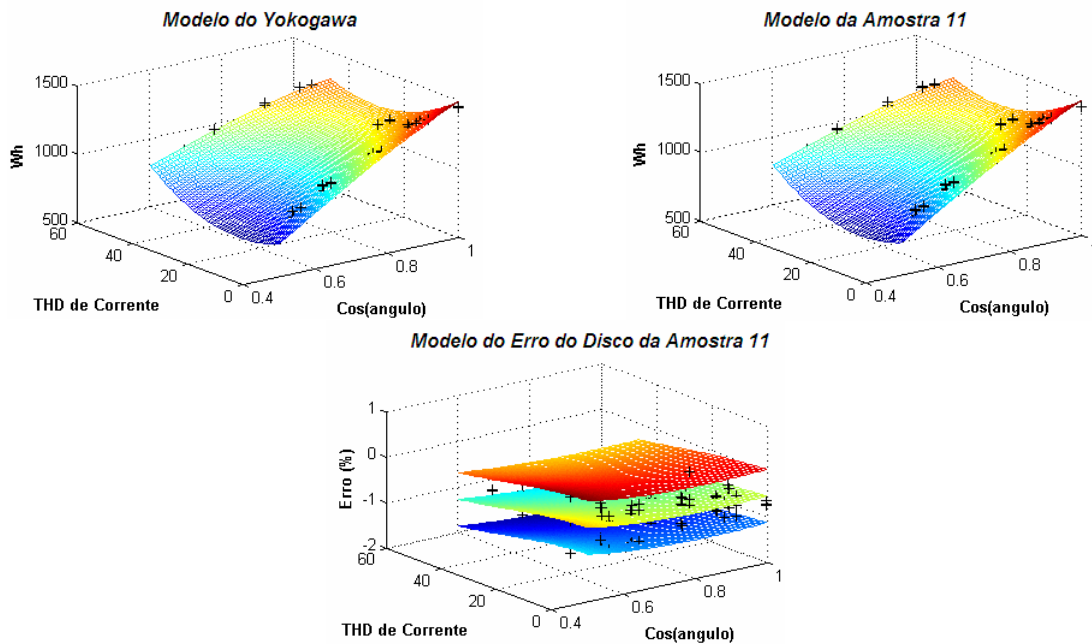 Modelo do Yokogawa
1500
1000
500
Wh
60
40
20
0
THD de Corrente
0.4
0.6
0.8
1
Cos(angulo)
Modelo da Amostra 11
1500
1000
500
Wh
60
40
20
0
THD de Corrente
0.4
0.6
0.8
Cos(angulo)
Modelo do Erro do Disco da Amostra 11
1
0
-1
-2
Erro (%)
60
40
20
0
THD de Corrente
0.4
0.6
0.8
1
Cos(angulo)